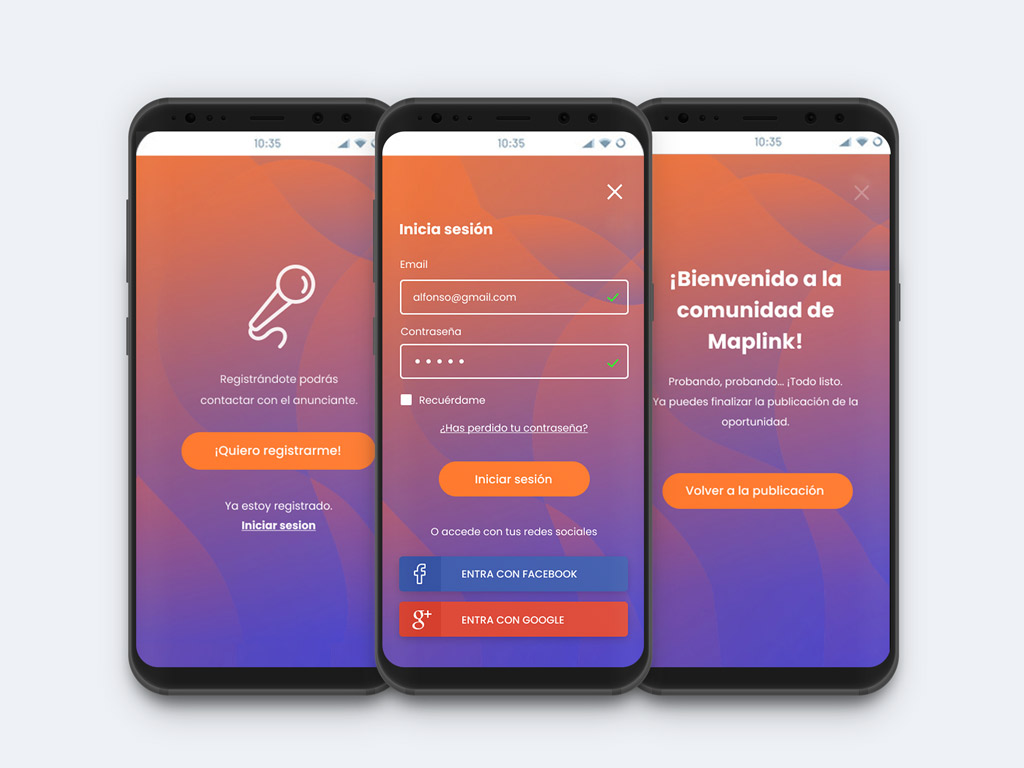 10:35
Registrándote podrás
contactar con el anunciante.
¡Quiero registrarme!
Ya estoy registrado.
Iniciar sesion
10:35
Inicia sesión
Email
alfonso@gmail.com
Contraseña
Recuérdame
¿Has perdido tu contraseña?
Iniciar sesión
O accede con tus redes sociales
f
ENTRA CON FACEBOOK
g+
ENTRA CON GOOGLE
10:35
¡Bienvenido a la
comunidad de
Maplink!
Probando, probando... ¡Todo listo.
Ya puedes finalizar la publicación de la
oportunidad.
Volver a la publicación